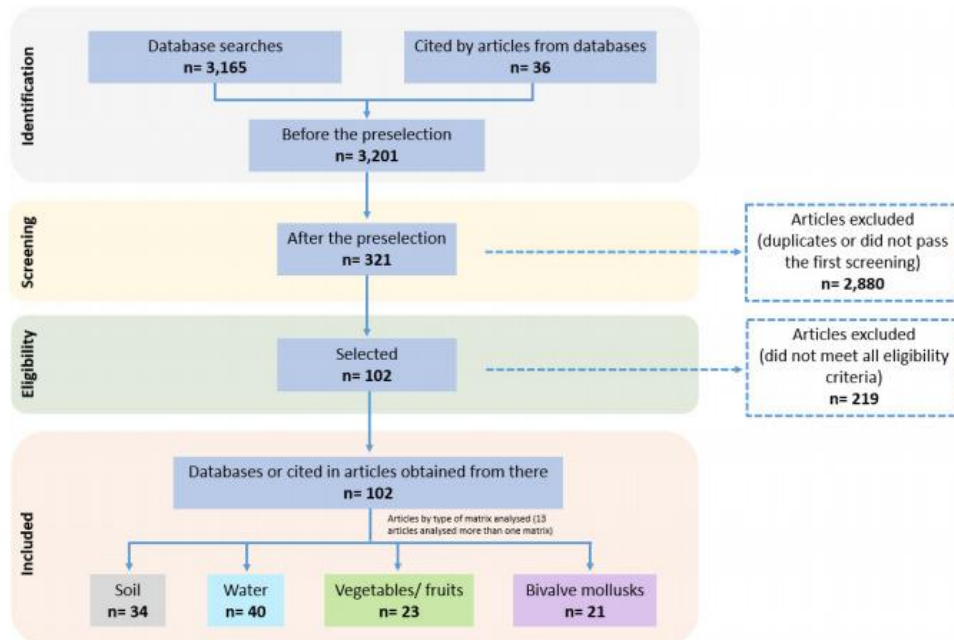 Identification
Database searches
n= 3,165
Cited by articles from databases
n= 36
Before the preselection
n= 3,201
Screening
After the preselection
n= 321
Articles excluded
(duplicates or did not pass
the first screening)
n= 2,880
Eligibility
Selected
n= 102
Articles excluded
(did not meet all eligibility
criteria)
n= 219
Included
Databases or cited in articles obtained from there
n= 102
Articles by type of matrix analysed (13
articles analysed more than one matrix)
Soil
n= 34
Water
n= 40
Vegetables/ fruits
n= 23
Bivalve mollusks
n= 21